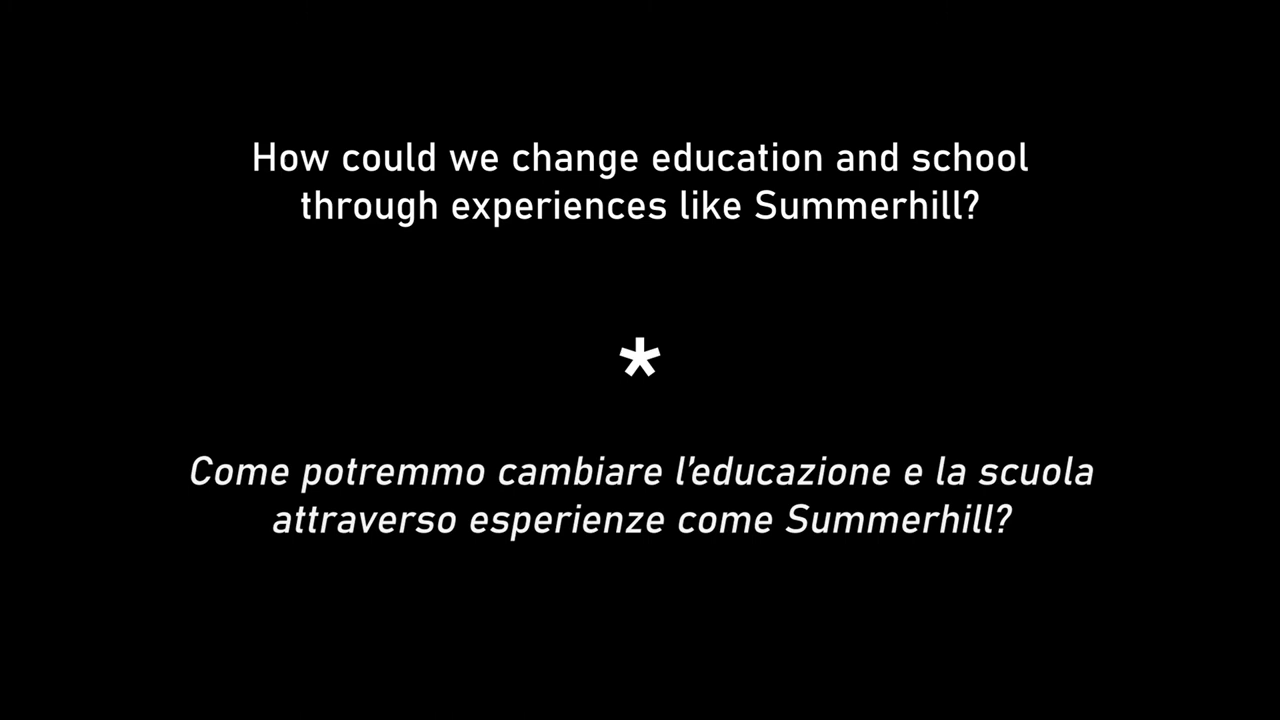 How could we change education and school
through experiences like Summerhill?
*
Come potremmo cambiare l’educazione e la scuola
attraverso esperienze come Summerhill?